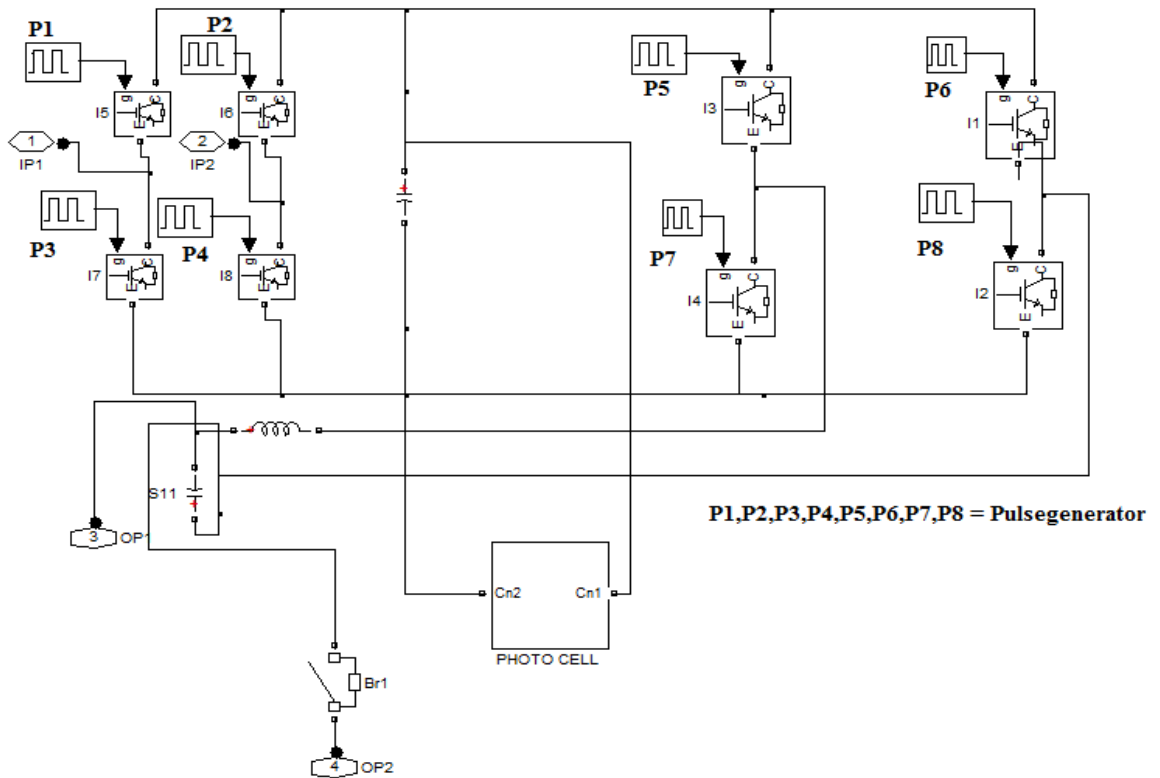 P1
P2
P5
P6
g C E
I5
g C E
I6
g C E
I3
g C E
I1
1
IP1
2
IP2
P3
P4
P7
P8
g C E
I7
g C E
I8
g C E
I4
g C E
I2
S11
3 OP1
P1,P2,P3,P4,P5,P6,P7,P8 = Pulsegenerator
Cn2 Cn1
PHOTO CELL
Br1
4 OP2